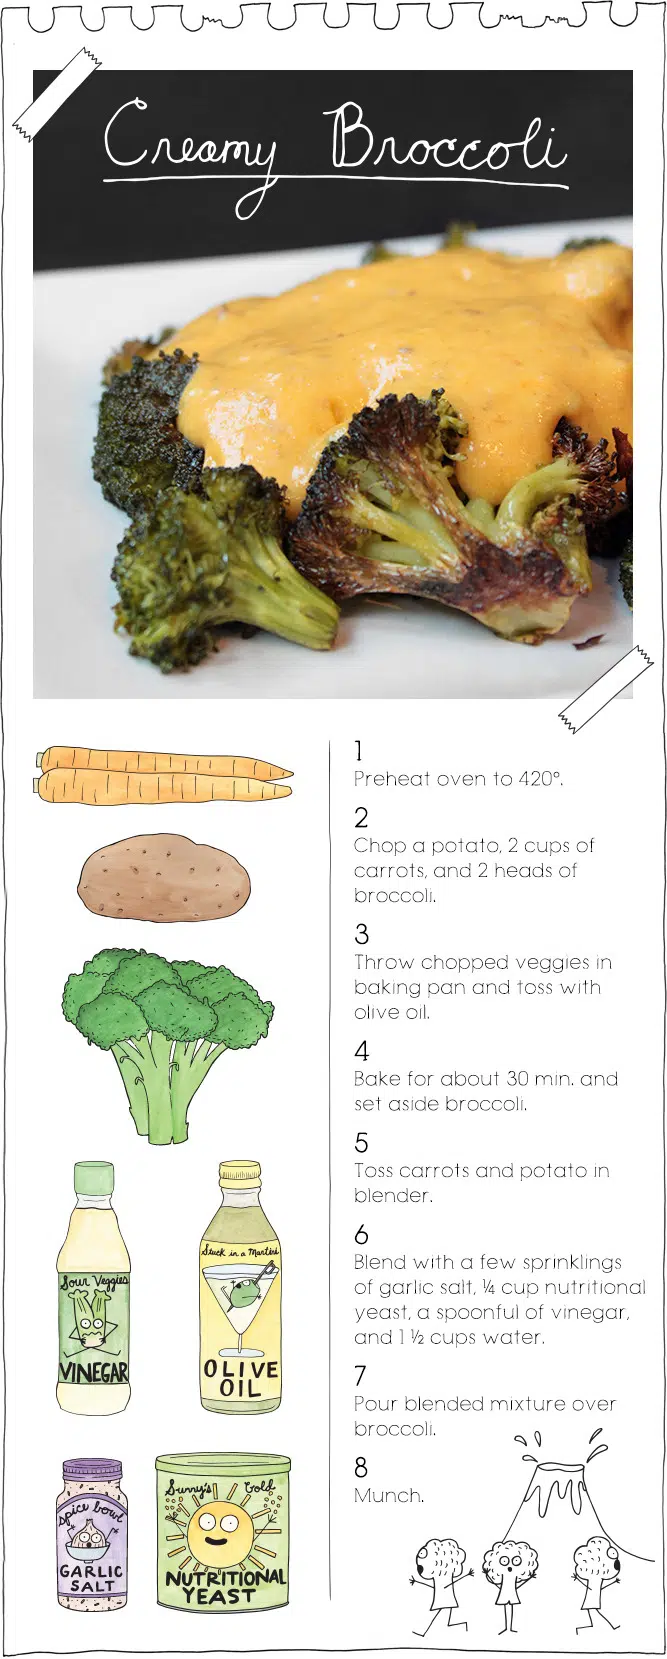 Creamy Broccoli
1
Preheat oven to 420°.
2
Chop a potato, 2 cups of
carrots, and 2 heads of
broccoli.
3
Throw chopped veggies in
baking pan and toss with
olive oil.
4
Bake for about 30 min. and
set aside broccoli.
5
Toss carrots and potato in
blender.
6
Blend with a few sprinklings
of garlic salt, ¼ cup nutritional
yeast, a spoonful of vinegar,
and 1 ½ cups water.
7
Pour blended mixture over
broccoli.
8
Munch.
Sour Veggies
VINEGAR
Stuck in a Martini
OLIVE
OIL
spice bowl
GARLIC
SALT
Sunny's Gold
NUTRITIONAL
YEAST